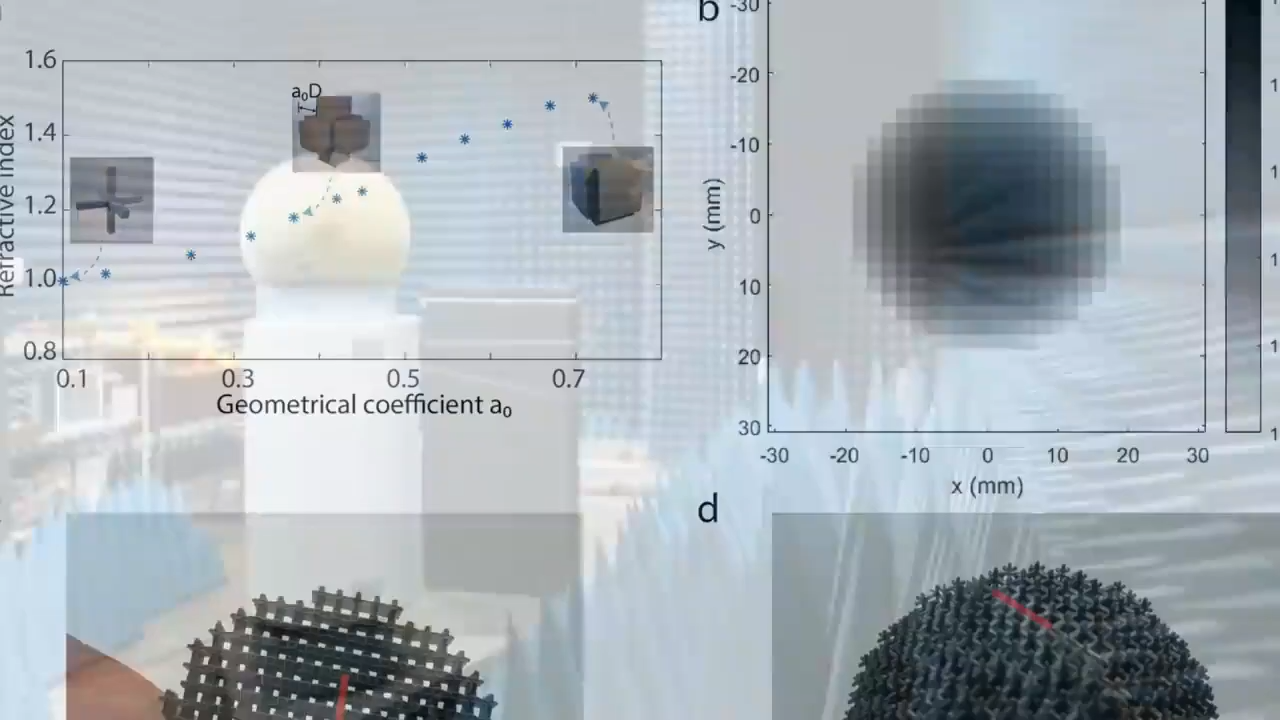 b
1.6
1.4
1.2
1.0
0.8
Refractive index
a₀D
0.1 0.3 0.5 0.7
Geometrical coefficient a₀
-30
-20
-10
0
10
20
30
y (mm)
-30 -20 -10 0 10 20 30
x (mm)
d